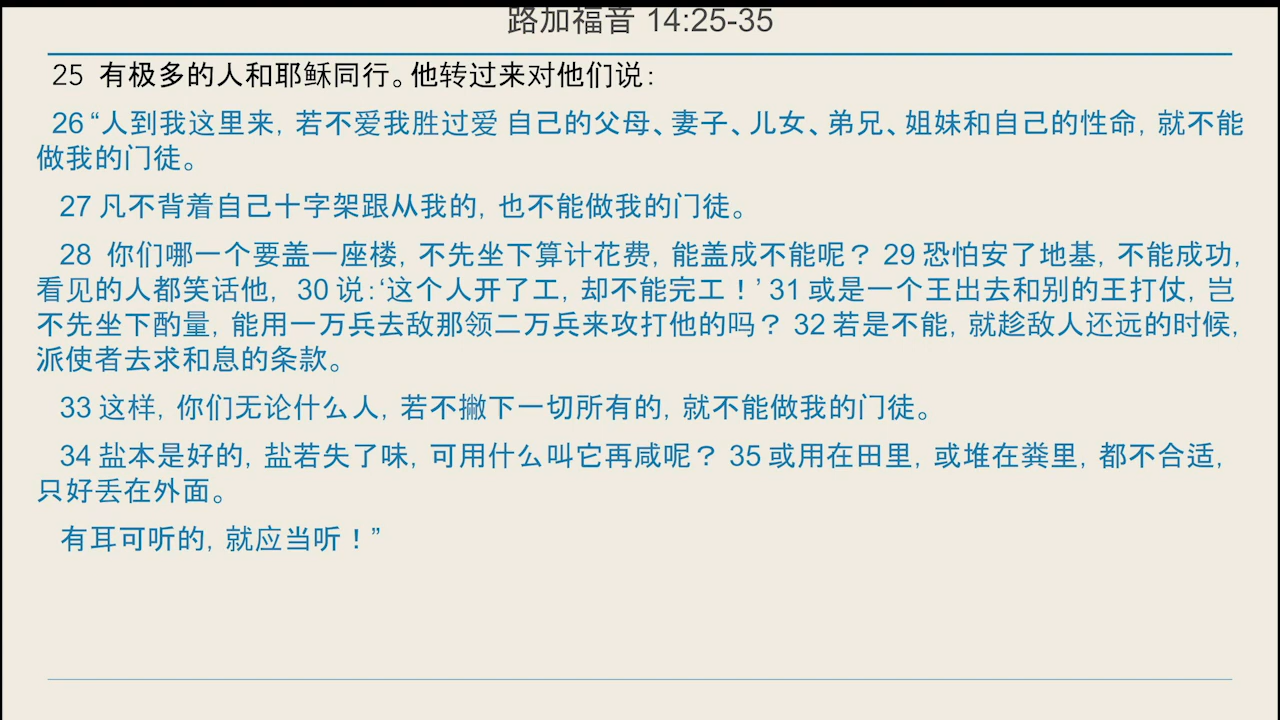 路加福音 14:25-35
25 有极多的人和耶稣同行。他转过来对他们说：
26 “人到我这里来, 若不爱我胜过爱 自己的父母、妻子、儿女、弟兄、姐妹和自己的性命, 就不能
做我的门徒。
27 凡不背着自己十字架跟从我的, 也不能做我的门徒。
28 你们哪一个要盖一座楼, 不先坐下算计花费, 能盖成不能呢？ 29 恐怕安了地基, 不能成功,
看见的人都笑话他, 30 说：‘这个人开了工, 却不能完工！’ 31 或是一个王出去和别的王打仗, 岂
不先坐下酌量, 能用一万兵去敌那领二万兵来攻打他的吗？ 32 若是不能, 就趁敌人还远的时候,
派使者去求和息的条款。
33 这样, 你们无论什么人, 若不撇下一切所有的, 就不能做我的门徒。
34 盐本是好的, 盐若失了味, 可用什么叫它再咸呢？ 35 或用在田里, 或堆在粪里, 都不合适,
只好丢在外面。
有耳可听的, 就应当听！”